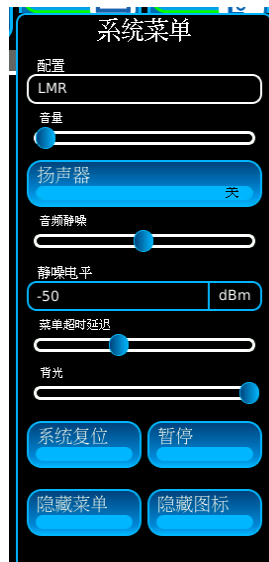 系统菜单
配置
LMR
音量
扬声器
关
音频静噪
静噪电平
-50 dBm
菜单超时延迟
背光
系统复位 暂停
隐藏菜单 隐藏图标